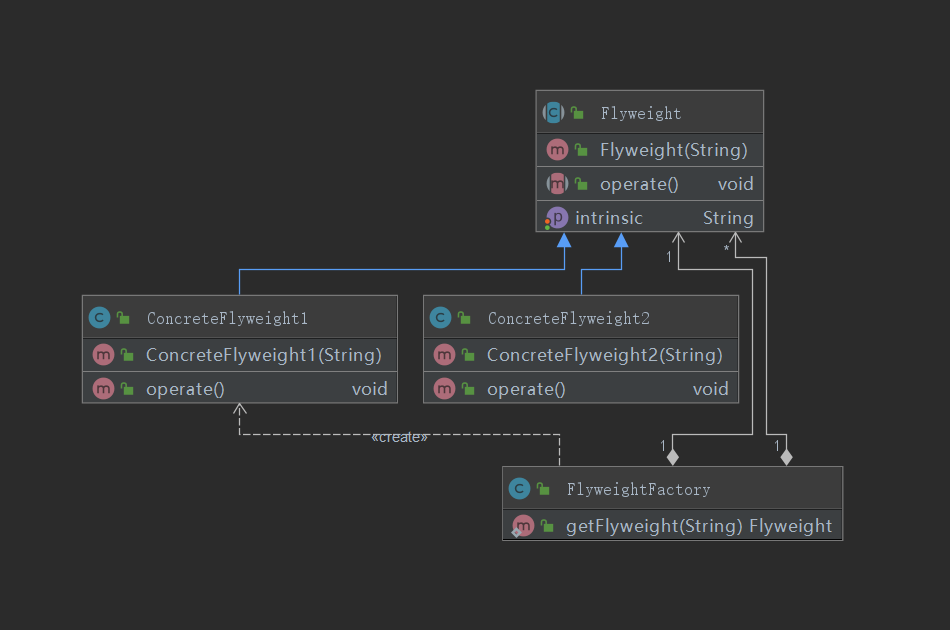 Flyweight
Flyweight(String)
operate() void
intrinsic String
1 *
ConcreteFlyweight1
ConcreteFlyweight1(String)
operate() void
ConcreteFlyweight2
ConcreteFlyweight2(String)
operate() void
«create»
1 1
FlyweightFactory
getFlyweight(String) Flyweight